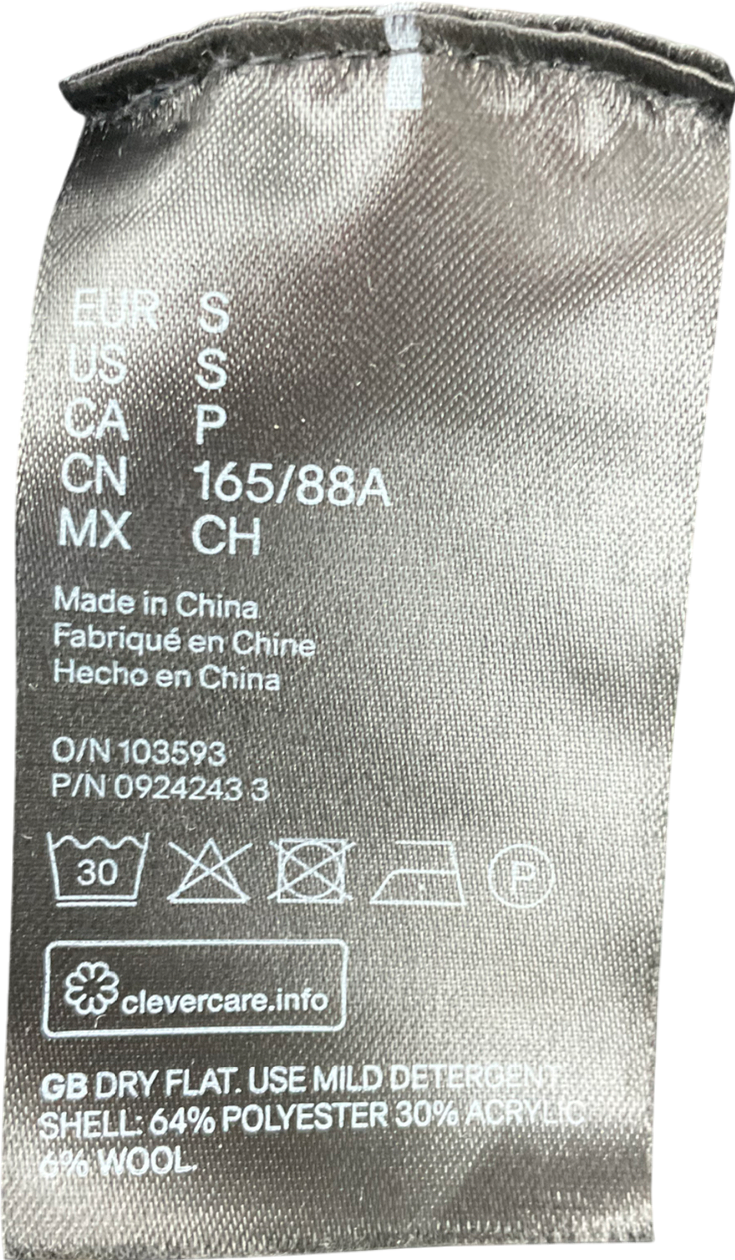 EUR S
US S
CA P
CN 165/88A
MX CH
Made in China
Fabriqué en Chine
Hecho en China
O/N 103593
P/N 0924243 3
30 P
clevercare.info
GB DRY FLAT. USE MILD DETERGENT.
SHELL: 64% POLYESTER 30% ACRYLIC
6% WOOL.